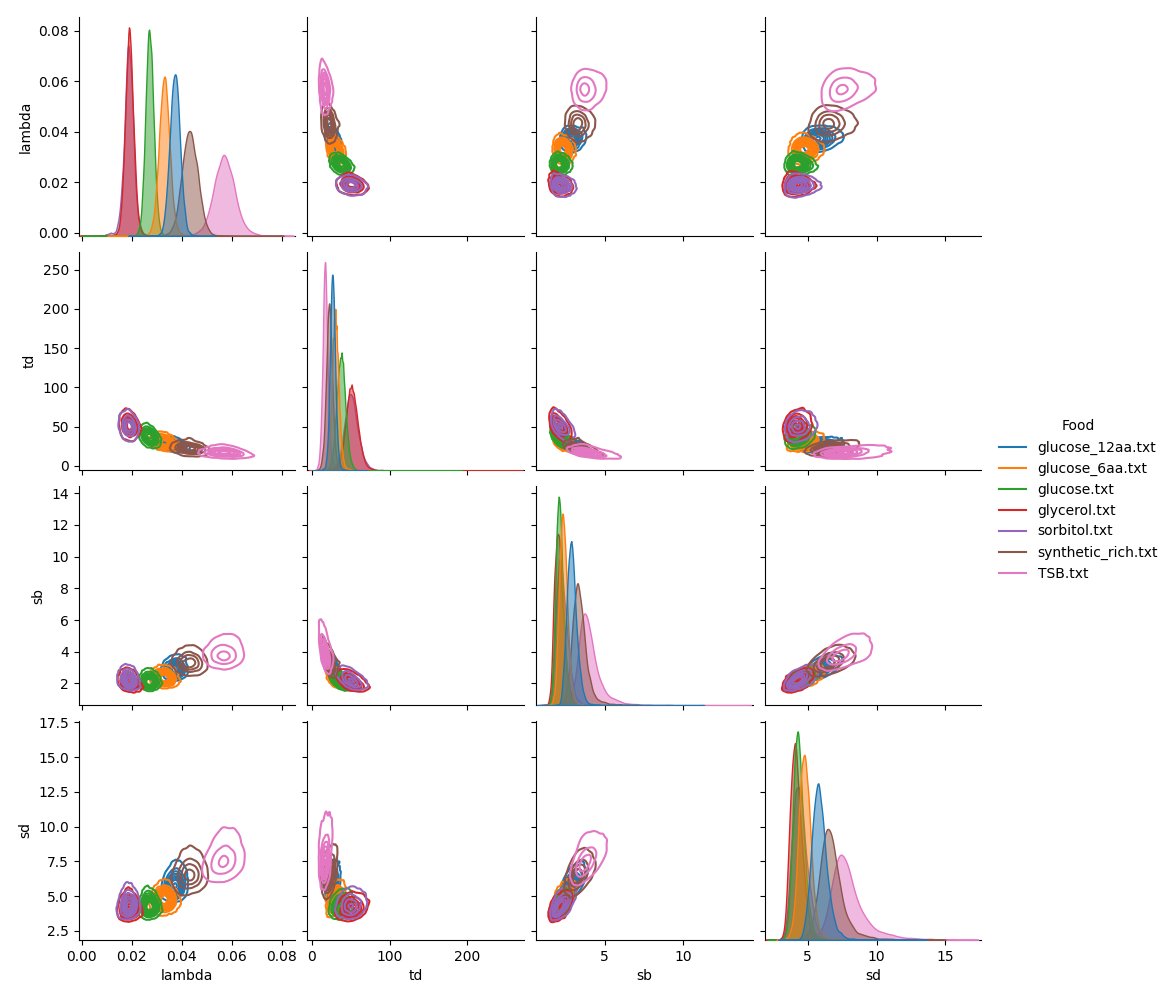 0.08
0.06
0.04
0.02
0.00
lambda
250
200
150
100
50
0
td
14
12
10
8
6
4
2
sb
17.5
15.0
12.5
10.0
7.5
5.0
2.5
sd
0.00 0.02 0.04 0.06 0.08
lambda
0 100 200
td
5 10
sb
5 10 15
sd
Food
glucose_12aa.txt
glucose_6aa.txt
glucose.txt
glycerol.txt
sorbitol.txt
synthetic_rich.txt
TSB.txt